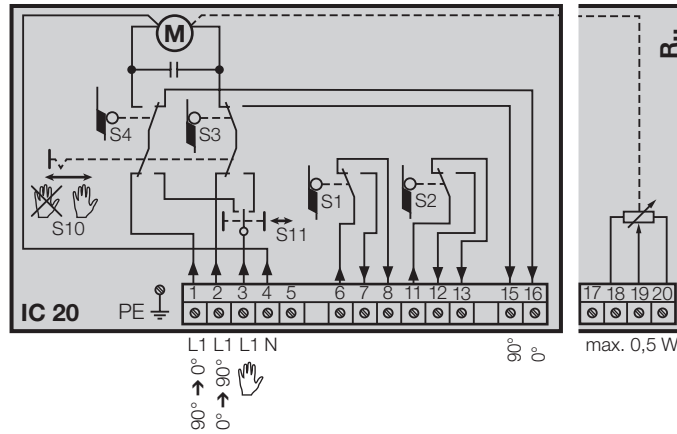 M
S4
S3
S10
S11
S1
S2
1 2 3 4 5 6 7 8 11 12 13 15 16
17 18 19 20
IC 20
PE
L1 L1 L1 N
90° → 0°
0° → 90°
90°
0°
max. 0,5 W